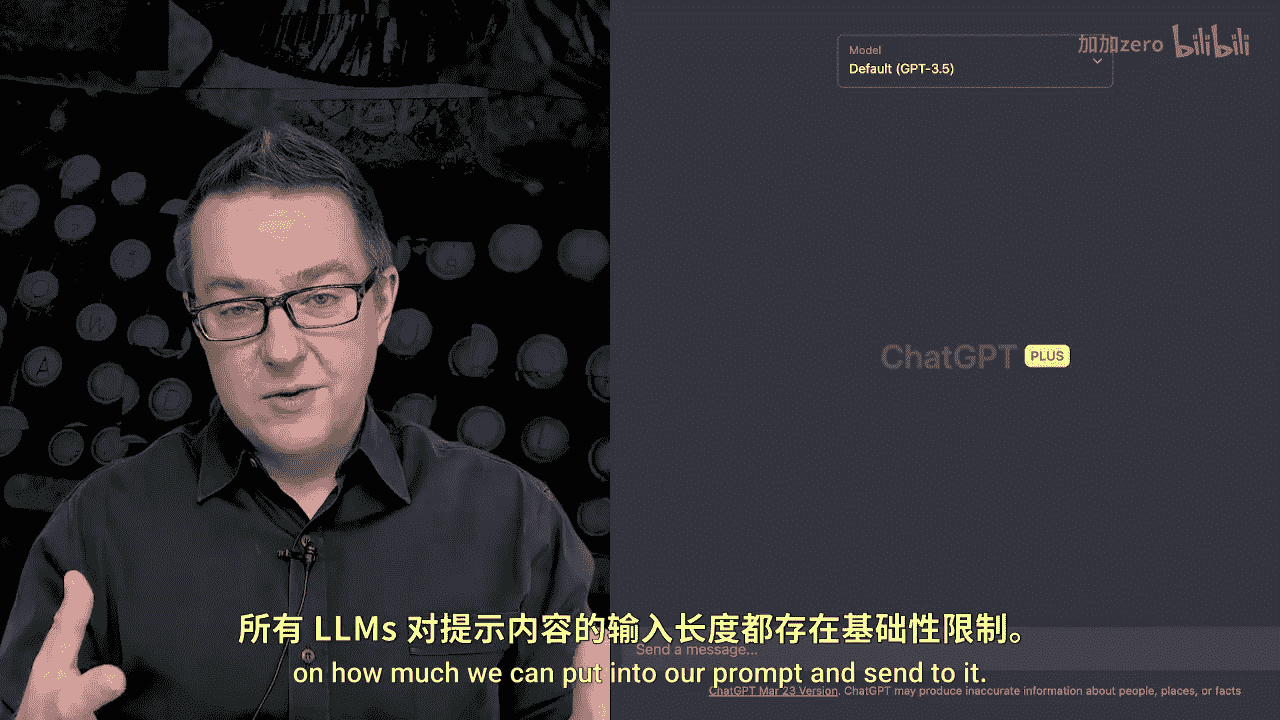 加加zero bilibili
Model
Default (GPT-3.5)
ChatGPT PLUS
所有 LLMs 对提示内容的输入长度都存在基础性限制。
Send a message...
on how much we can put into our prompt and send to it.
ChatGPT Mar 23 Version. ChatGPT may produce inaccurate information about people, places, or facts